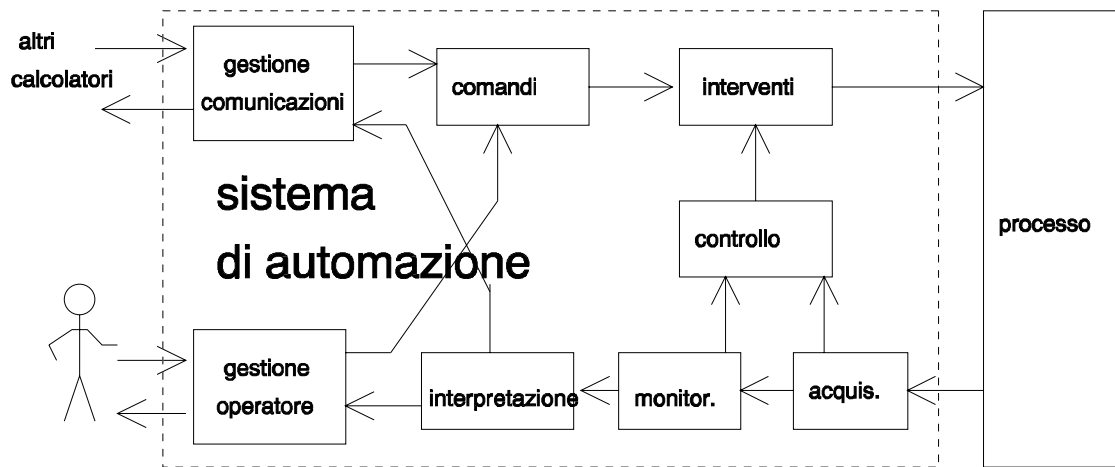 altri
calcolatori
gestione
comunicazioni
comandi
interventi
sistema
di automazione
controllo
processo
gestione
operatore
interpretazione
monitor.
acquis.